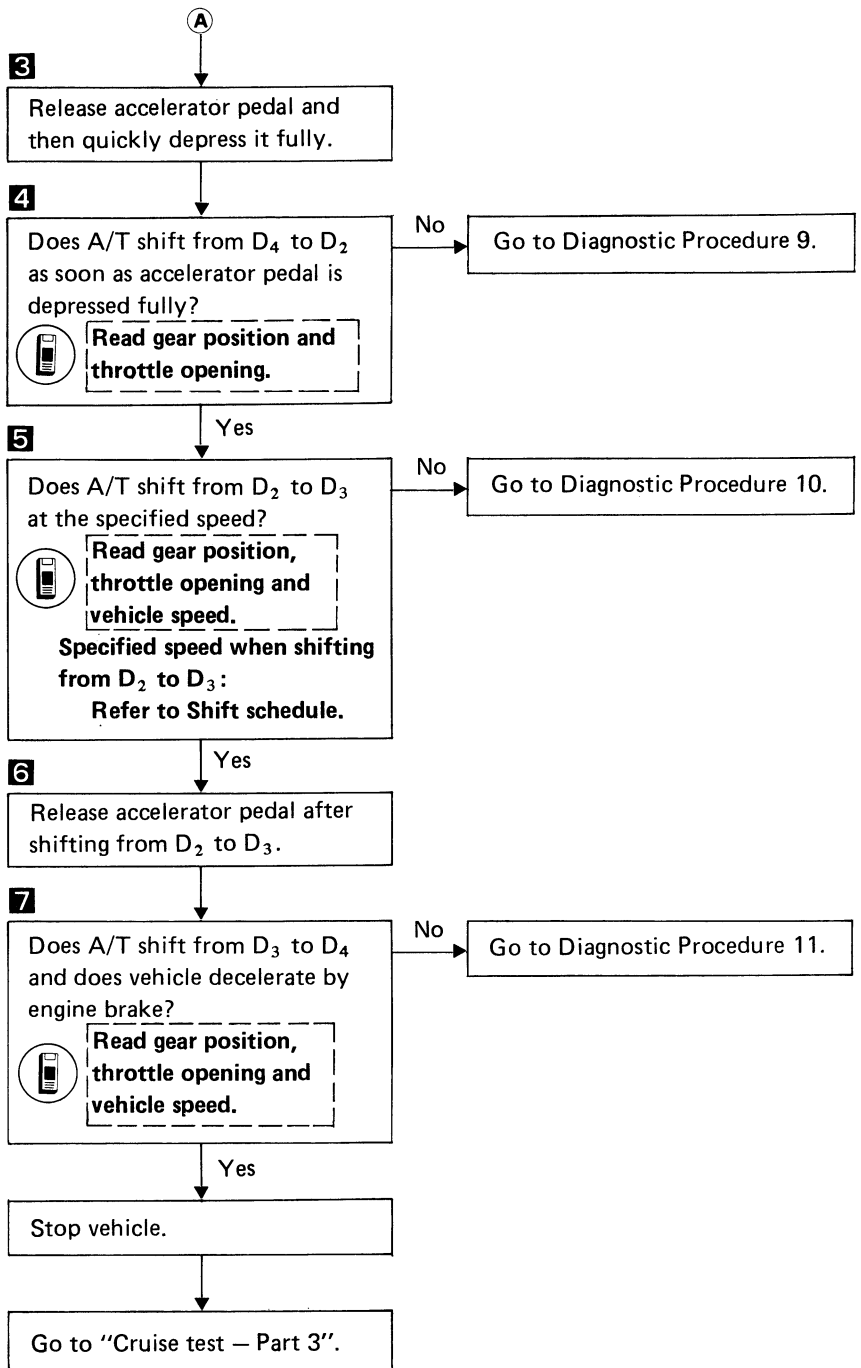 A
3
Release accelerator pedal and
then quickly depress it fully.
4
Does A/T shift from D₄ to D₂
as soon as accelerator pedal is
depressed fully?
Read gear position and
throttle opening.
No
Go to Diagnostic Procedure 9.
Yes
5
Does A/T shift from D₂ to D₃
at the specified speed?
Read gear position,
throttle opening and
vehicle speed.
Specified speed when shifting
from D₂ to D₃:
Refer to Shift schedule.
No
Go to Diagnostic Procedure 10.
Yes
6
Release accelerator pedal after
shifting from D₂ to D₃.
7
Does A/T shift from D₃ to D₄
and does vehicle decelerate by
engine brake?
Read gear position,
throttle opening and
vehicle speed.
No
Go to Diagnostic Procedure 11.
Yes
Stop vehicle.
Go to "Cruise test — Part 3".